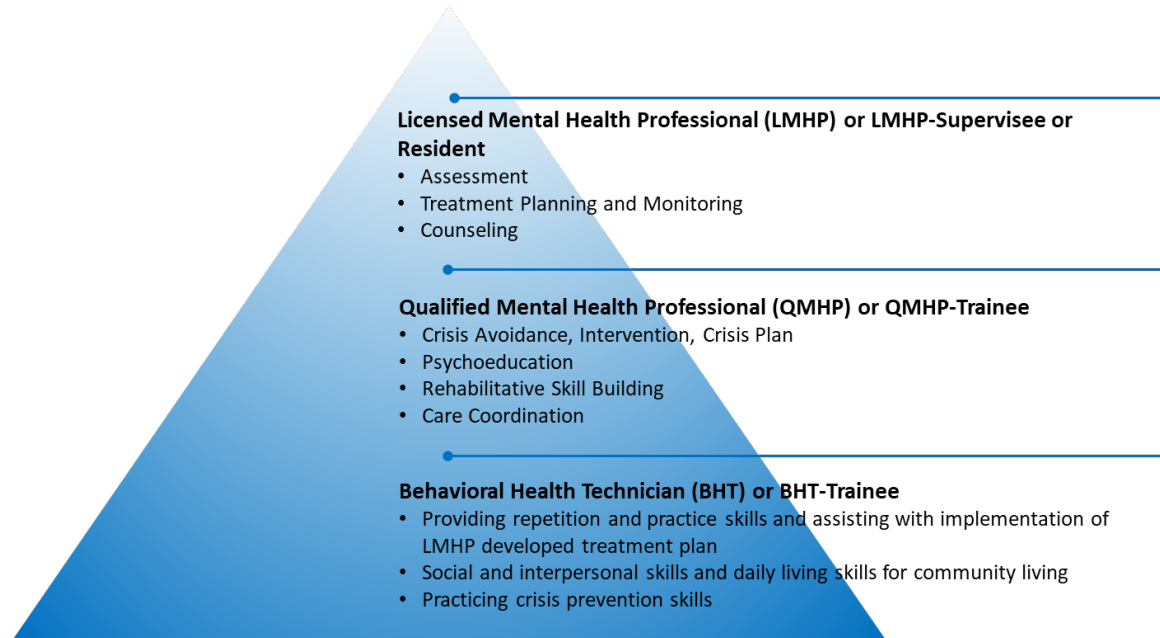 Licensed Mental Health Professional (LMHP) or LMHP-Supervisee or
Resident
• Assessment
• Treatment Planning and Monitoring
• Counseling
Qualified Mental Health Professional (QMHP) or QMHP-Trainee
• Crisis Avoidance, Intervention, Crisis Plan
• Psychoeducation
• Rehabilitative Skill Building
• Care Coordination
Behavioral Health Technician (BHT) or BHT-Trainee
• Providing repetition and practice skills and assisting with implementation of
LMHP developed treatment plan
• Social and interpersonal skills and daily living skills for community living
• Practicing crisis prevention skills